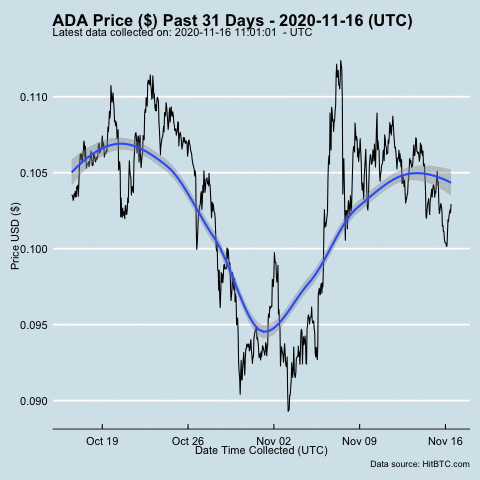 ADA Price ($) Past 31 Days - 2020-11-16 (UTC)
Latest data collected on: 2020-11-16 11:01:01 - UTC
Price USD ($)
0.110
0.105
0.100
0.095
0.090
Oct 19 Oct 26 Nov 02 Nov 09 Nov 16
Date Time Collected (UTC)
Data source: HitBTC.com